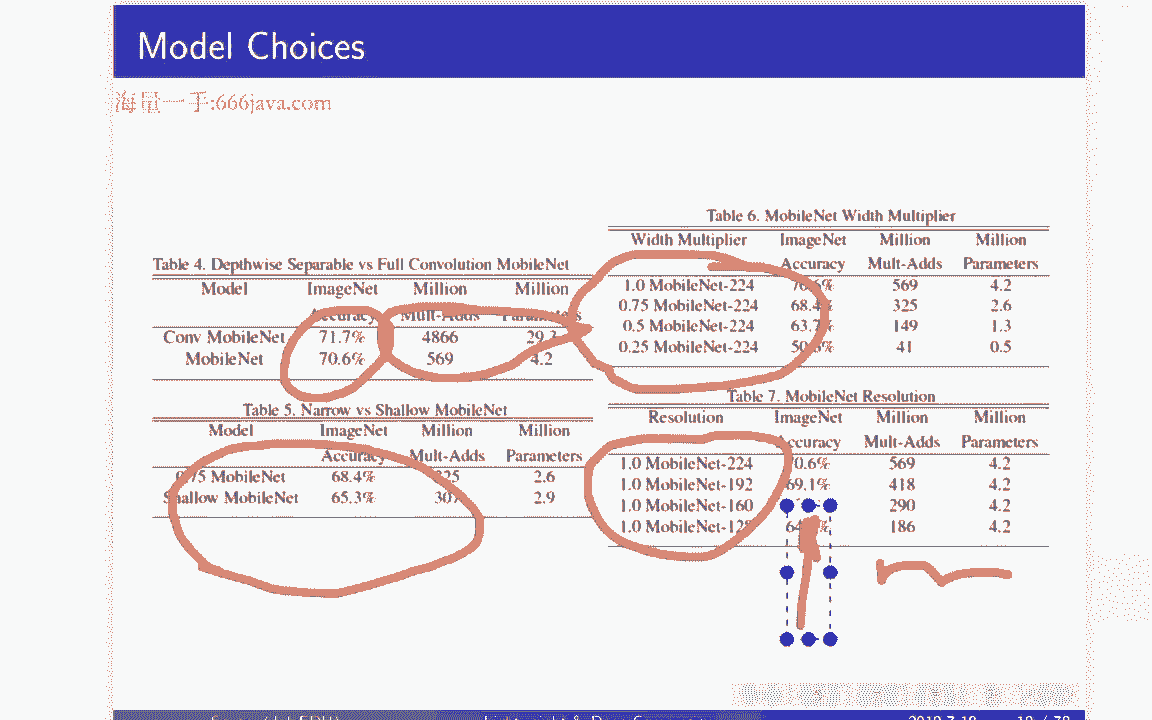 Model Choices
海量一手:666java.com
Table 4. Depthwise Separable vs Full Convolution MobileNet
Model ImageNet Million Million
Accuracy Mult-Adds Parameters
Conv MobileNet 71.7% 4866 29.3
MobileNet 70.6% 569 4.2
Table 5. Narrow vs Shallow MobileNet
Model ImageNet Million Million
Accuracy Mult-Adds Parameters
0.75 MobileNet 68.4% 325 2.6
Shallow MobileNet 65.3% 307 2.9
Table 6. MobileNet Width Multiplier
Width Multiplier ImageNet Million Million
Accuracy Mult-Adds Parameters
1.0 MobileNet-224 70.6% 569 4.2
0.75 MobileNet-224 68.4% 325 2.6
0.5 MobileNet-224 63.7% 149 1.3
0.25 MobileNet-224 50.6% 41 0.5
Table 7. MobileNet Resolution
Resolution ImageNet Million Million
Accuracy Mult-Adds Parameters
1.0 MobileNet-224 70.6% 569 4.2
1.0 MobileNet-192 69.1% 418 4.2
1.0 MobileNet-160 290 4.2
1.0 MobileNet-128 186 4.2